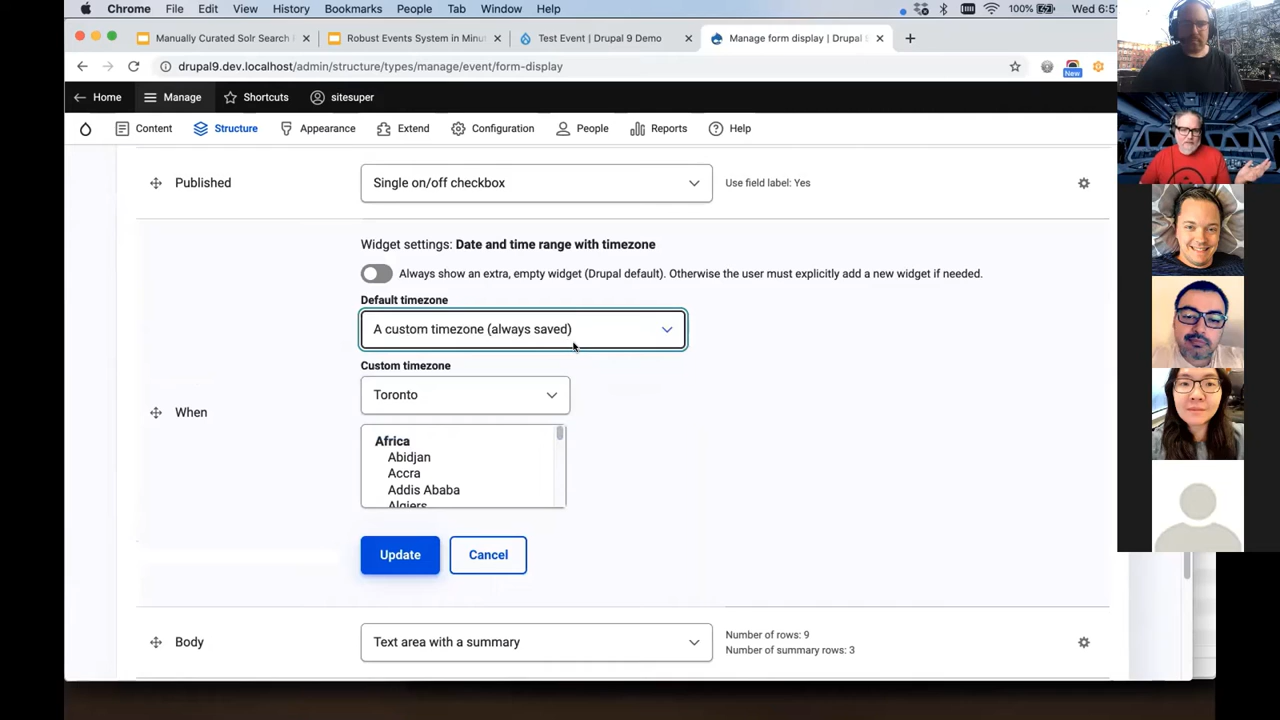 Chrome File Edit View History Bookmarks People Tab Window Help 100% Wed 6:5
Manually Curated Solr Search Robust Events System in Minut Test Event | Drupal 9 Demo Manage form display | Drupal
drupal9.dev.localhost/admin/structure/types/manage/event/form-display New
Home Manage Shortcuts sitesuper
Content Structure Appearance Extend Configuration People Reports Help
Published Single on/off checkbox Use field label: Yes
Widget settings: Date and time range with timezone
Always show an extra, empty widget (Drupal default). Otherwise the user must explicitly add a new widget if needed.
Default timezone
A custom timezone (always saved)
Custom timezone
Toronto
When
Africa
Abidjan
Accra
Addis Ababa
Algiers
Update Cancel
Body Text area with a summary Number of rows: 9
Number of summary rows: 3